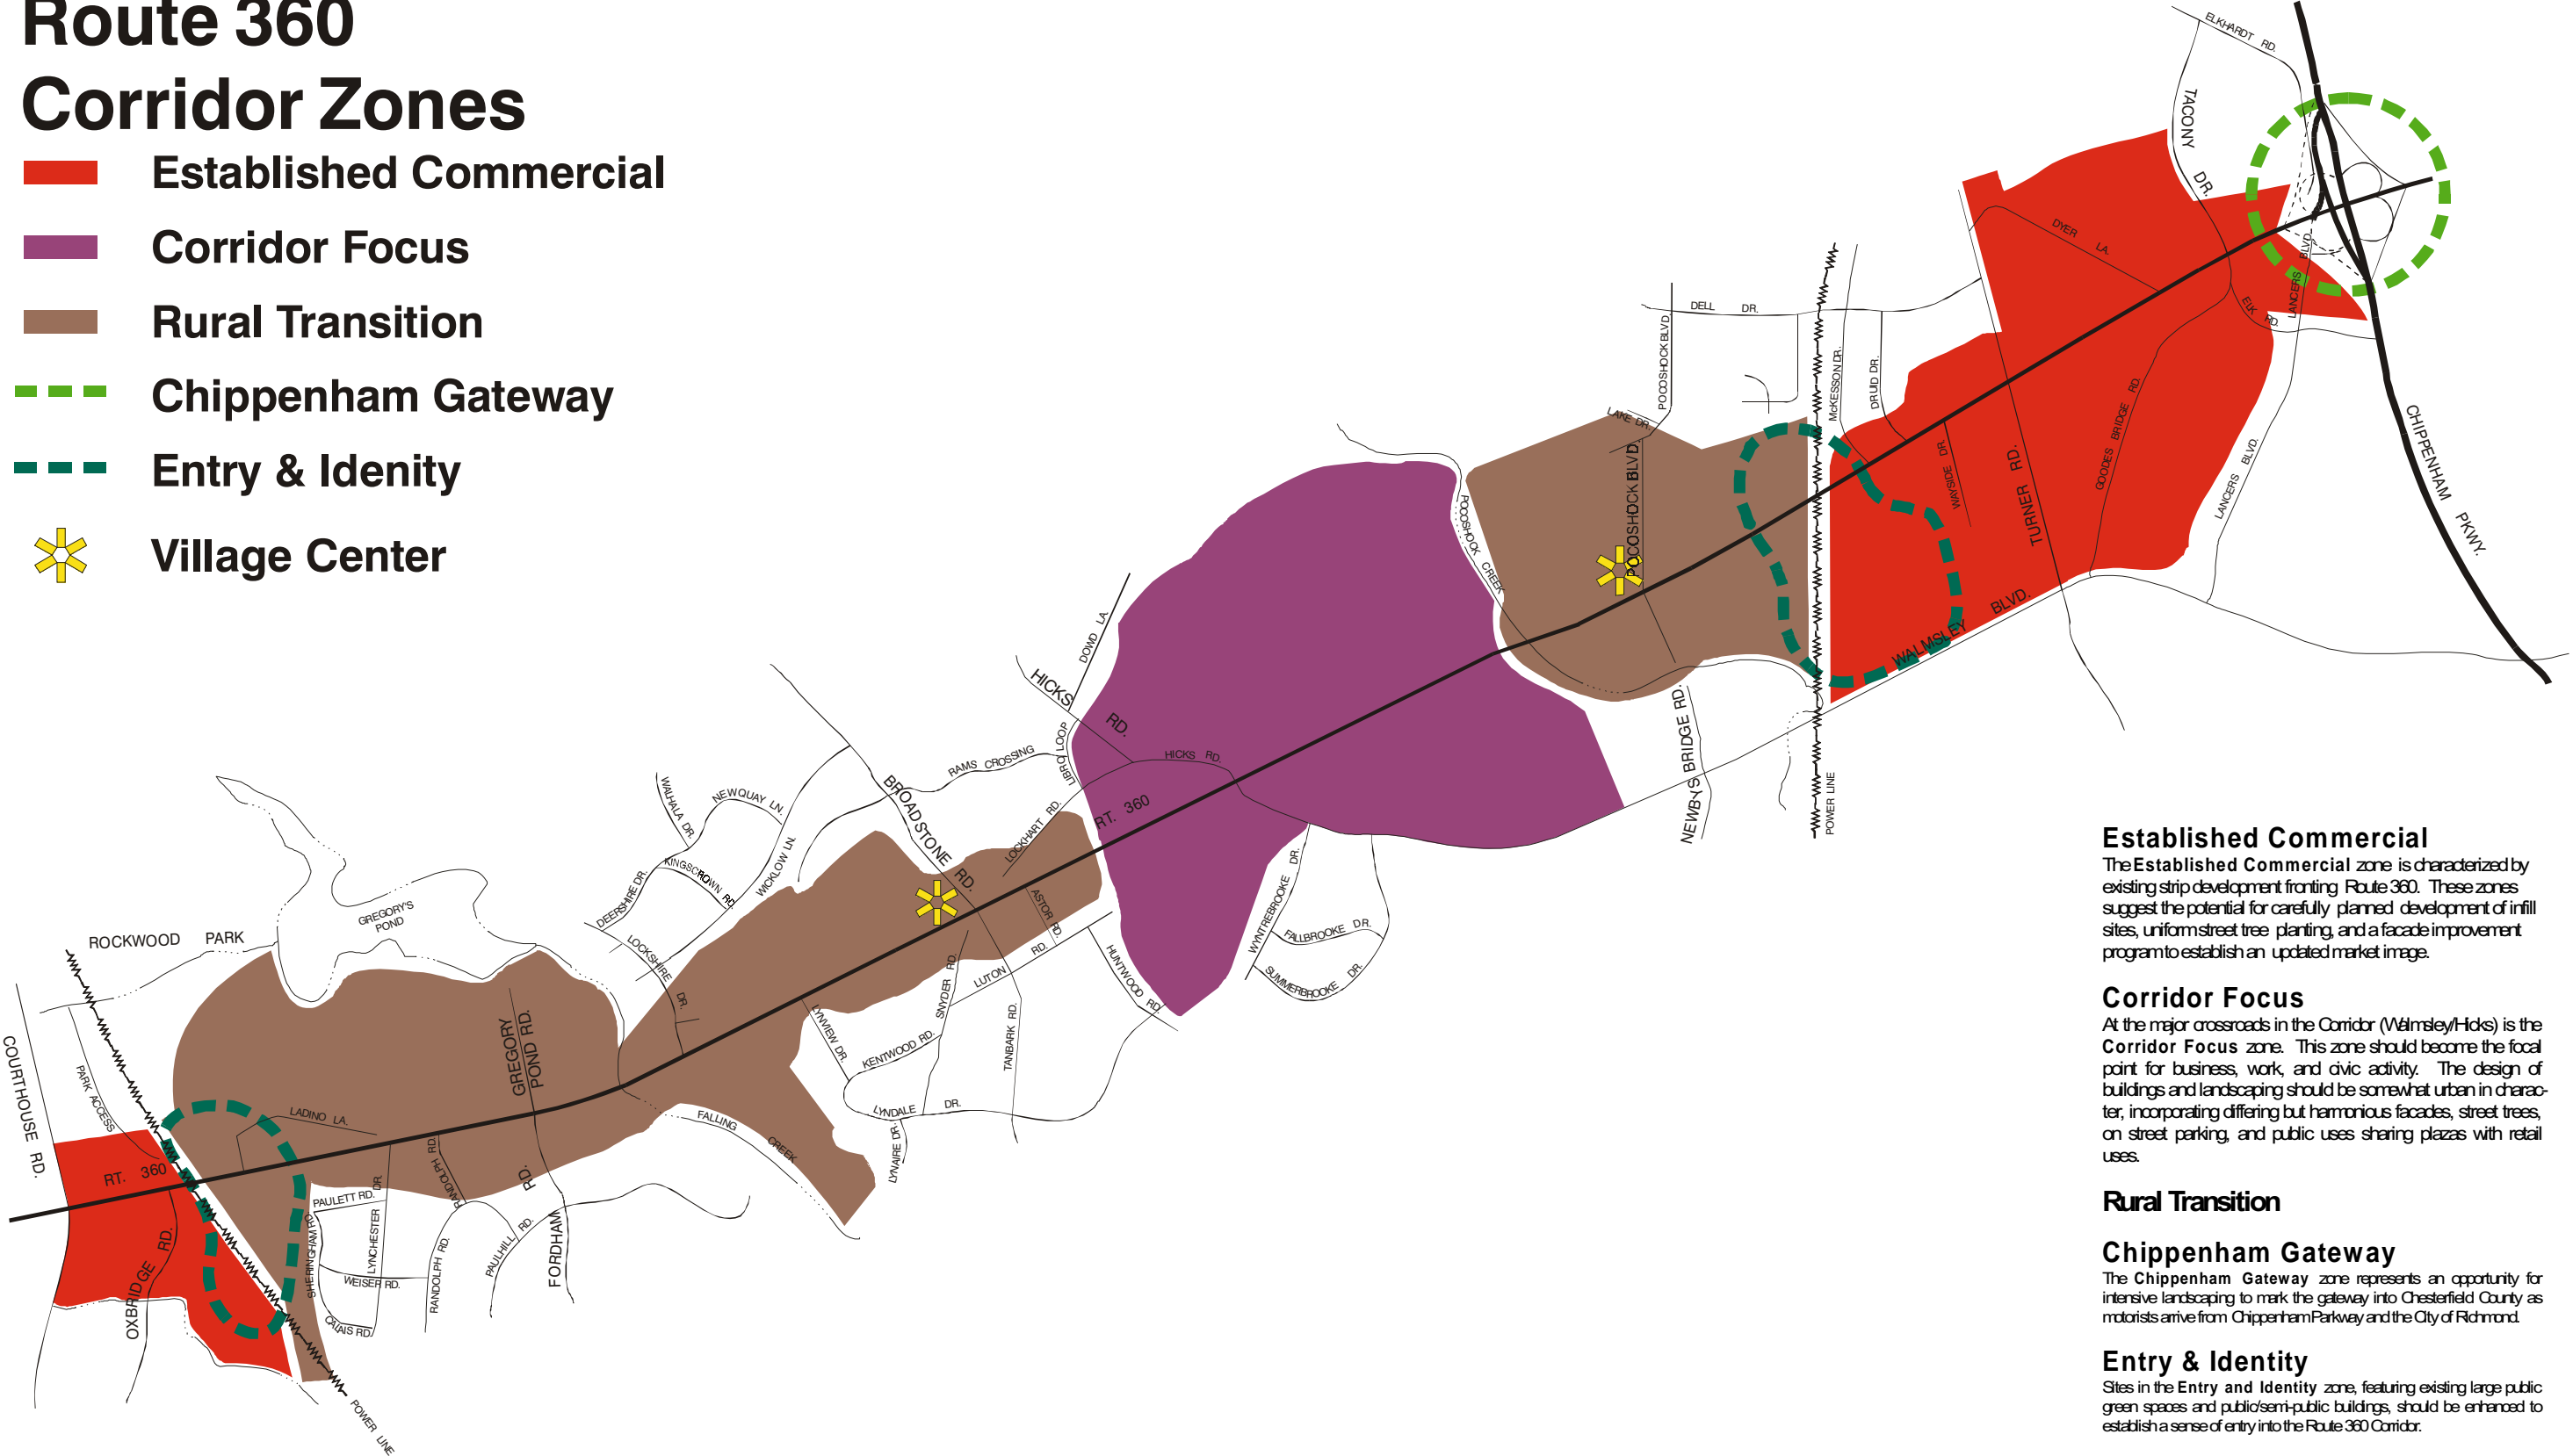 Route 360
Corridor Zones
Established Commercial
Corridor Focus
Rural Transition
Chippenham Gateway
Entry & Idenity
Village Center
ELKHARDT RD.
TACONY DR.
DYER LA.
LANCERS BLVD.
ELK RD.
CHIPPENHAM PKWY.
DELL DR.
POCOSHOCK BLVD.
McKESSON DR.
DRUID DR.
LAKE DR.
POCOSHOCK BLVD.
WAYSIDE DR.
TURNER RD.
GOODES BRIDGE RD.
LANCERS BLVD.
POCOSHOCK CREEK
WALMSLEY BLVD.
NEWBYS BRIDGE RD.
POWER LINE
DOWD LA.
HICKS RD.
HICKS RD.
LIBRO LOOP
RAMS CROSSING
RT. 360
LOCKHART RD.
BROADSTONE RD.
WALHALA DR.
NEWQUAY LN.
KINGSCROWN RD.
WICKLOW LN.
DEERSHIRE DR.
LOCKSHIRE DR.
ASTOR RD.
LUTON RD.
SNYDER RD.
HUNTWOOD RD.
WYNTREBROOKE DR.
FALLBROOKE DR.
SUMMERBROOKE DR.
LYNVIEW DR.
KENTWOOD RD.
TANBARK RD.
LYNDALE DR.
LYNAIRE DR.
FALLING CREEK
GREGORY'S
POND
ROCKWOOD PARK
COURTHOUSE RD.
PARK ACCESS
GREGORY
POND RD.
LADINO LA.
RT. 360
OXBRIDGE RD.
PAULETT RD.
LYNCHESTER DR.
RANDOLPH RD.
RANDOLPH RD.
WEISER RD.
CALAIS RD.
PAULHILL RD.
FORDHAM RD.
POWER LINE
Established Commercial
The Established Commercial zone is characterized by
existing strip development fronting Route 360. These zones
suggest the potential for carefully planned development of infill
sites, uniform street tree planting, and a facade improvement
program to establish an updated market image.
Corridor Focus
At the major crossroads in the Corridor (Walmsley/Hicks) is the
Corridor Focus zone. This zone should become the focal
point for business, work, and civic activity. The design of
buildings and landscaping should be somewhat urban in charac-
ter, incorporating differing but harmonious facades, street trees,
on street parking, and public uses sharing plazas with retail
uses.
Rural Transition
Chippenham Gateway
The Chippenham Gateway zone represents an opportunity for
intensive landscaping to mark the gateway into Chesterfield County as
motorists arrive from Chippenham Parkway and the City of Richmond.
Entry & Identity
Sites in the Entry and Identity zone, featuring existing large public
green spaces and public/semi-public buildings, should be enhanced to
establish a sense of entry into the Route 360 Corridor.